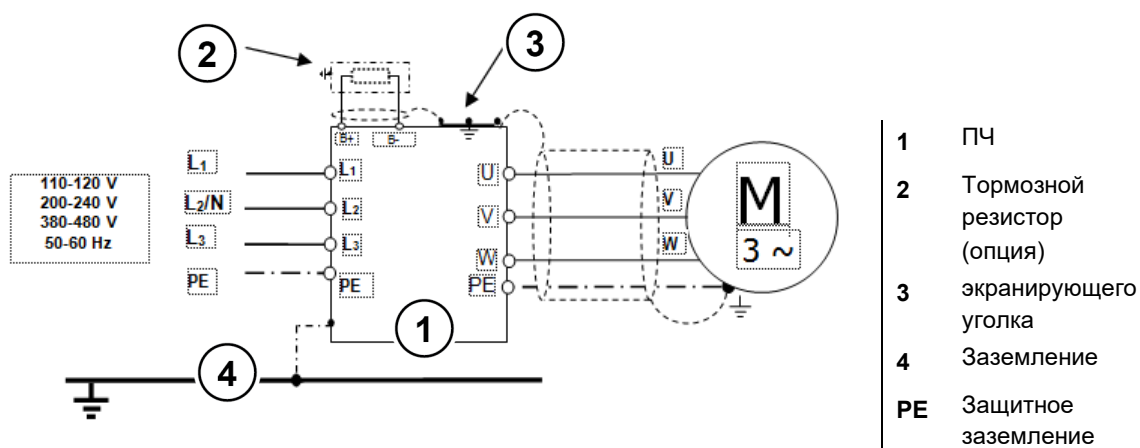 2
3
B+
B-
L1
L2/N
L3
PE
110-120 V
200-240 V
380-480 V
50-60 Hz
L1
L2
L3
PE
U
V
W
PE
U
V
W
M
3 ~
1
4
1 ПЧ
2 Тормозной
резистор
(опция)
3 экранирующего
уголка
4 Заземление
PE Защитное
заземление